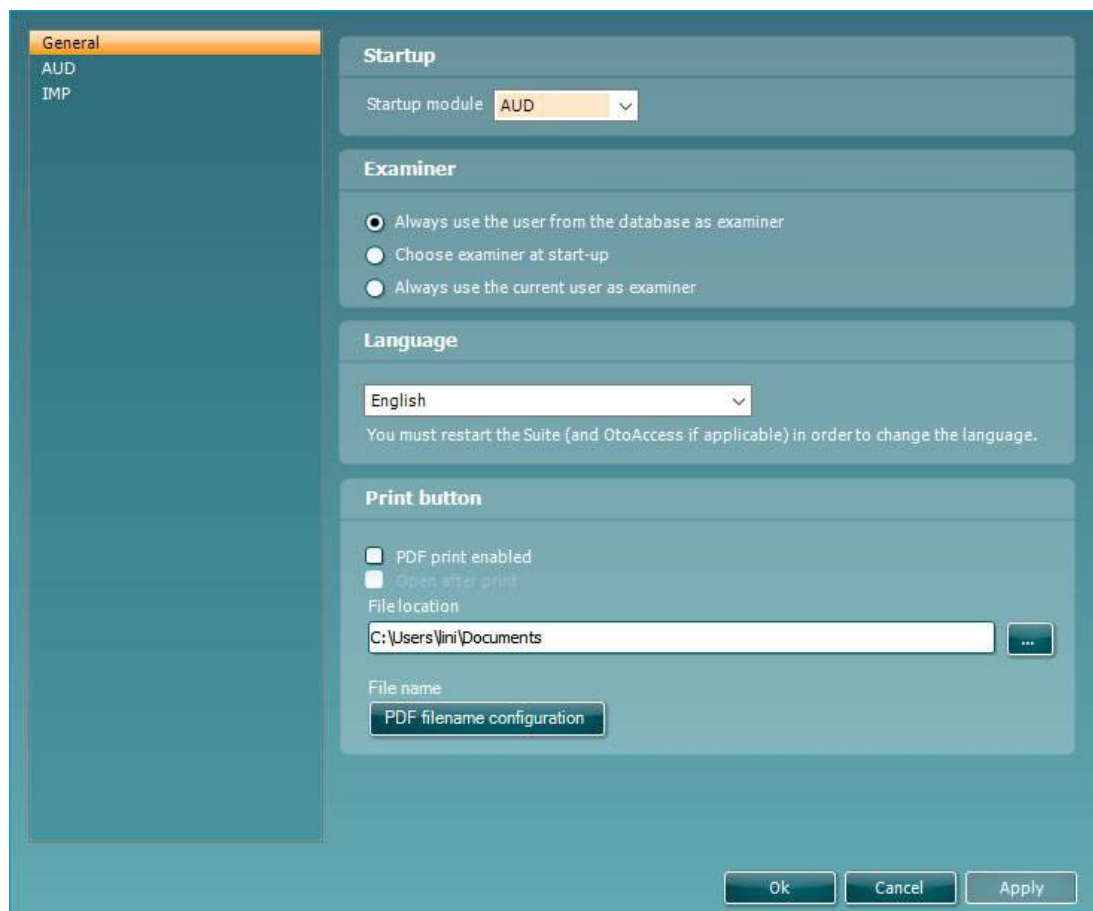 General
AUD
IMP
Startup
Startup module AUD
Examiner
Always use the user from the database as examiner
Choose examiner at start-up
Always use the current user as examiner
Language
English
You must restart the Suite (and OtoAccess if applicable) in order to change the language.
Print button
PDF print enabled
Open after print
File location
C:\Users\lini\Documents
...
File name
PDF filename configuration
Ok Cancel Apply